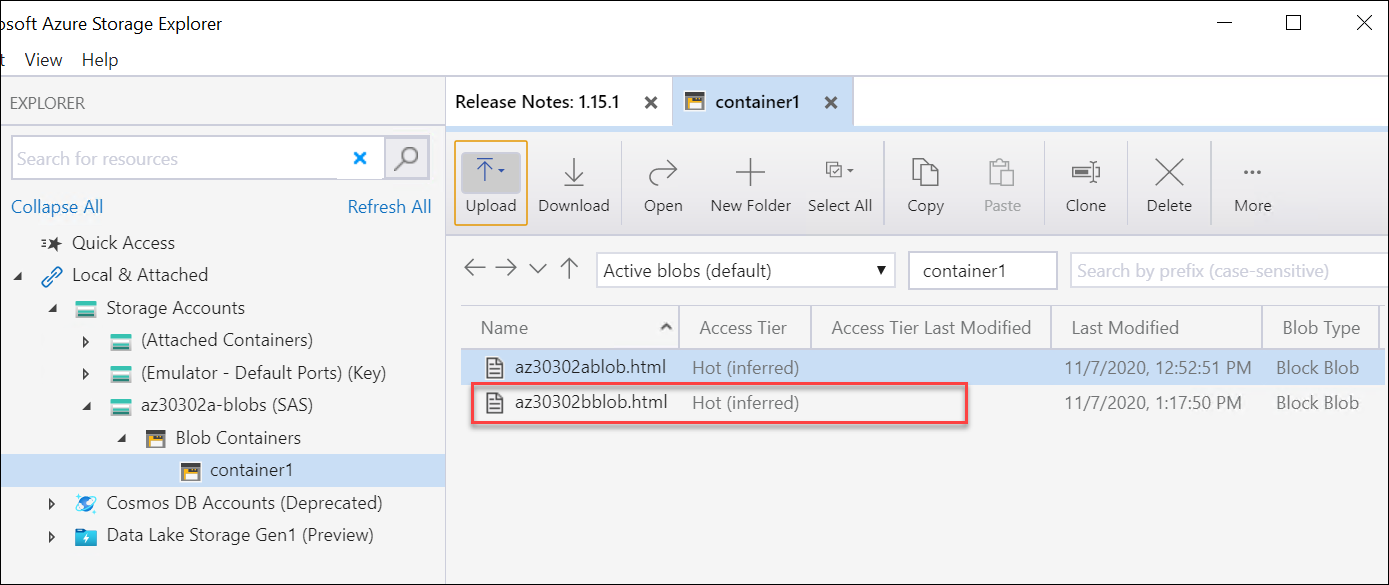 osoft Azure Storage Explorer
t View Help
EXPLORER
Search for resources
Collapse All Refresh All
Quick Access
Local & Attached
Storage Accounts
(Attached Containers)
(Emulator - Default Ports) (Key)
az30302a-blobs (SAS)
Blob Containers
container1
Cosmos DB Accounts (Deprecated)
Data Lake Storage Gen1 (Preview)
Release Notes: 1.15.1 container1
Upload Download Open New Folder Select All Copy Paste Clone Delete More
Active blobs (default) container1 Search by prefix (case-sensitive)
Name Access Tier Access Tier Last Modified Last Modified Blob Type
az30302ablob.html Hot (inferred) 11/7/2020, 12:52:51 PM Block Blob
az30302bblob.html Hot (inferred) 11/7/2020, 1:17:50 PM Block Blob